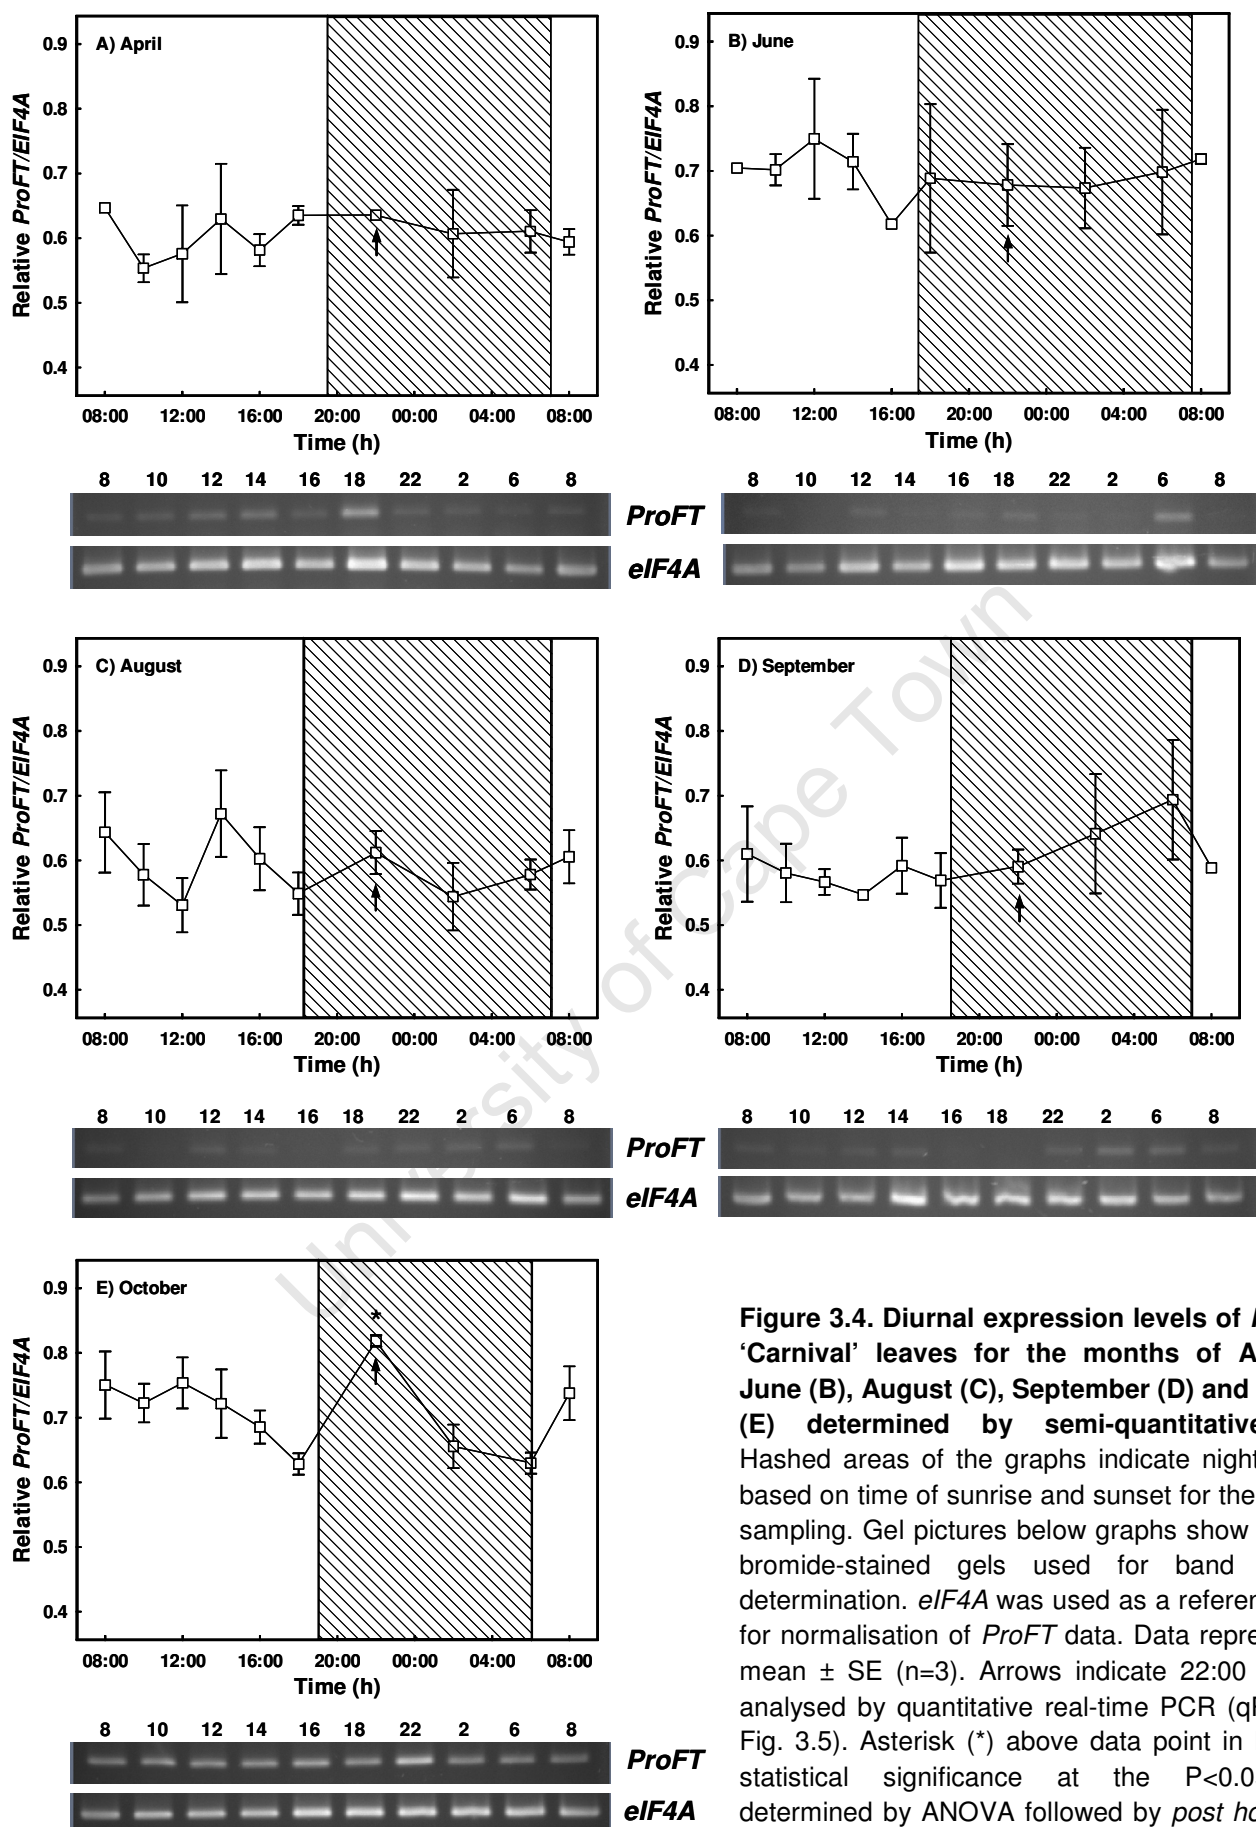 A) April
0.9
0.8
0.7
0.6
0.5
0.4
Relative ProFT/EIF4A
08:00 12:00 16:00 20:00 00:00 04:00 08:00
Time (h)
8 10 12 14 16 18 22 2 6 8
ProFT
eIF4A
B) June
0.9
0.8
0.7
0.6
0.5
0.4
Relative ProFT/EIF4A
08:00 12:00 16:00 20:00 00:00 04:00 08:00
Time (h)
8 10 12 14 16 18 22 2 6 8
C) August
0.9
0.8
0.7
0.6
0.5
0.4
Relative ProFT/EIF4A
08:00 12:00 16:00 20:00 00:00 04:00 08:00
Time (h)
8 10 12 14 16 18 22 2 6 8
ProFT
eIF4A
D) September
0.9
0.8
0.7
0.6
0.5
0.4
Relative ProFT/EIF4A
08:00 12:00 16:00 20:00 00:00 04:00 08:00
Time (h)
8 10 12 14 16 18 22 2 6 8
E) October
0.9
0.8
0.7
0.6
0.5
0.4
Relative ProFT/EIF4A
*
08:00 12:00 16:00 20:00 00:00 04:00 08:00
Time (h)
8 10 12 14 16 18 22 2 6 8
ProFT
eIF4A
University of Cape Town
Figure 3.4. Diurnal expression levels of
‘Carnival’ leaves for the months of A
June (B), August (C), September (D) and
(E) determined by semi-quantitative
Hashed areas of the graphs indicate night
based on time of sunrise and sunset for the
sampling. Gel pictures below graphs show
bromide-stained gels used for band
determination. eIF4A was used as a referen
for normalisation of ProFT data. Data repre
mean ± SE (n=3). Arrows indicate 22:00
analysed by quantitative real-time PCR (q
Fig. 3.5). Asterisk (*) above data point in
statistical significance at the P<0.0
determined by ANOVA followed by post ho